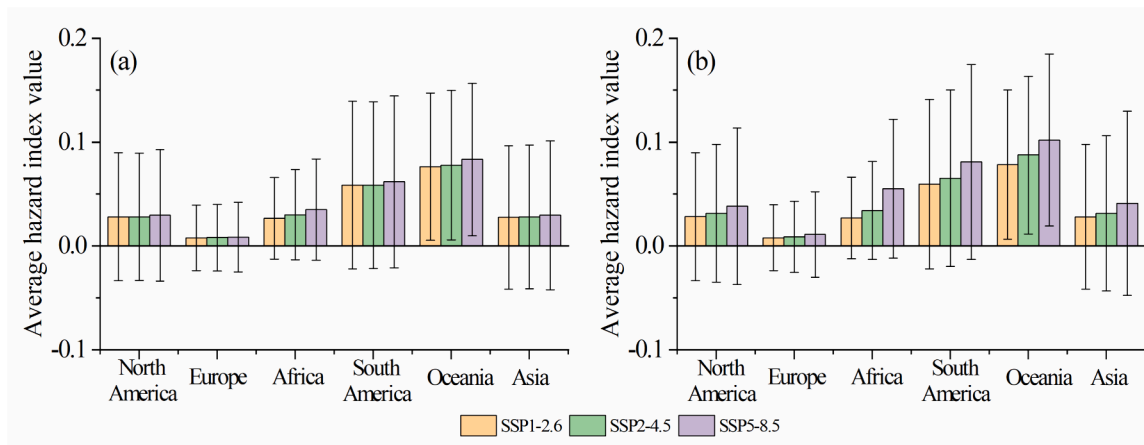 (a)
Average hazard index value
0.2
0.1
0.0
-0.1
North
America
Europe
Africa
South
America
Oceania
Asia
(b)
Average hazard index value
0.2
0.1
0.0
-0.1
North
America
Europe
Africa
South
America
Oceania
Asia
SSP1-2.6 SSP2-4.5 SSP5-8.5